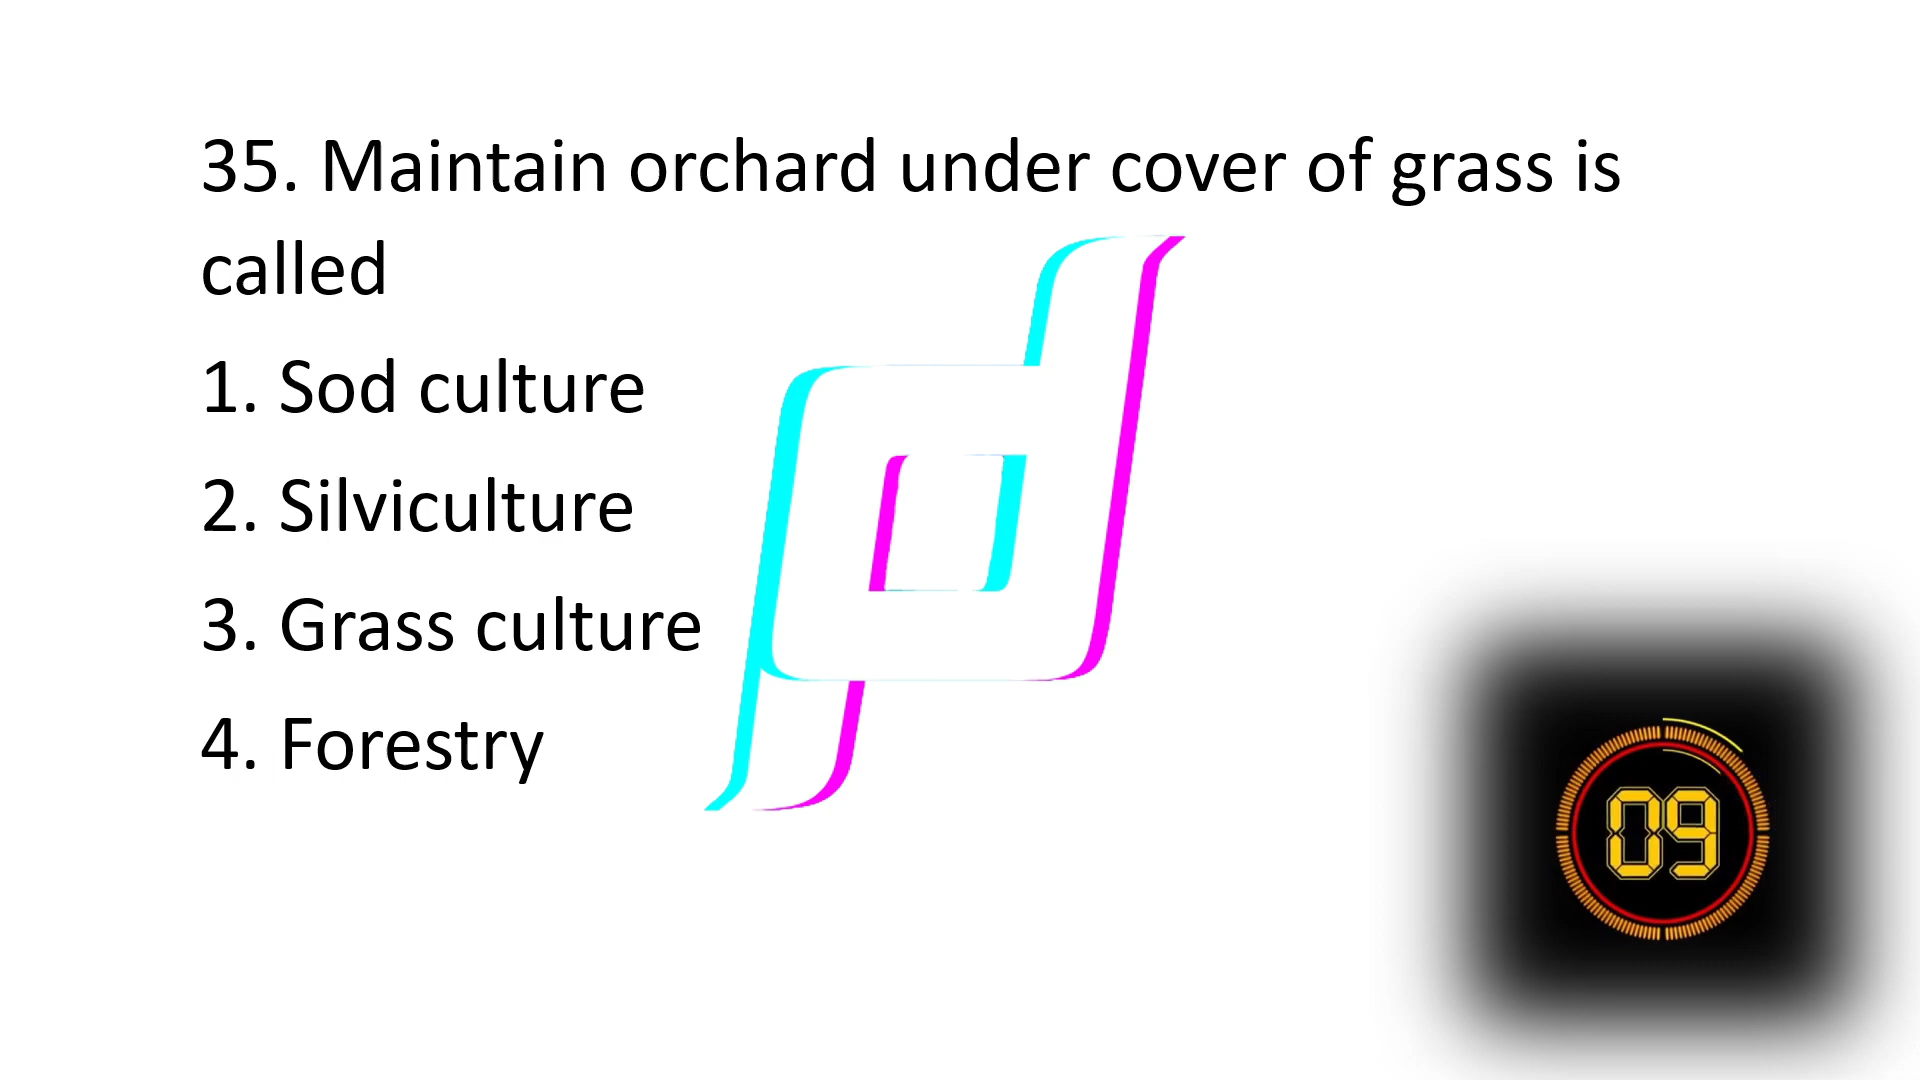 35. Maintain orchard under cover of grass is
called
1. Sod culture
2. Silviculture
3. Grass culture
4. Forestry
09